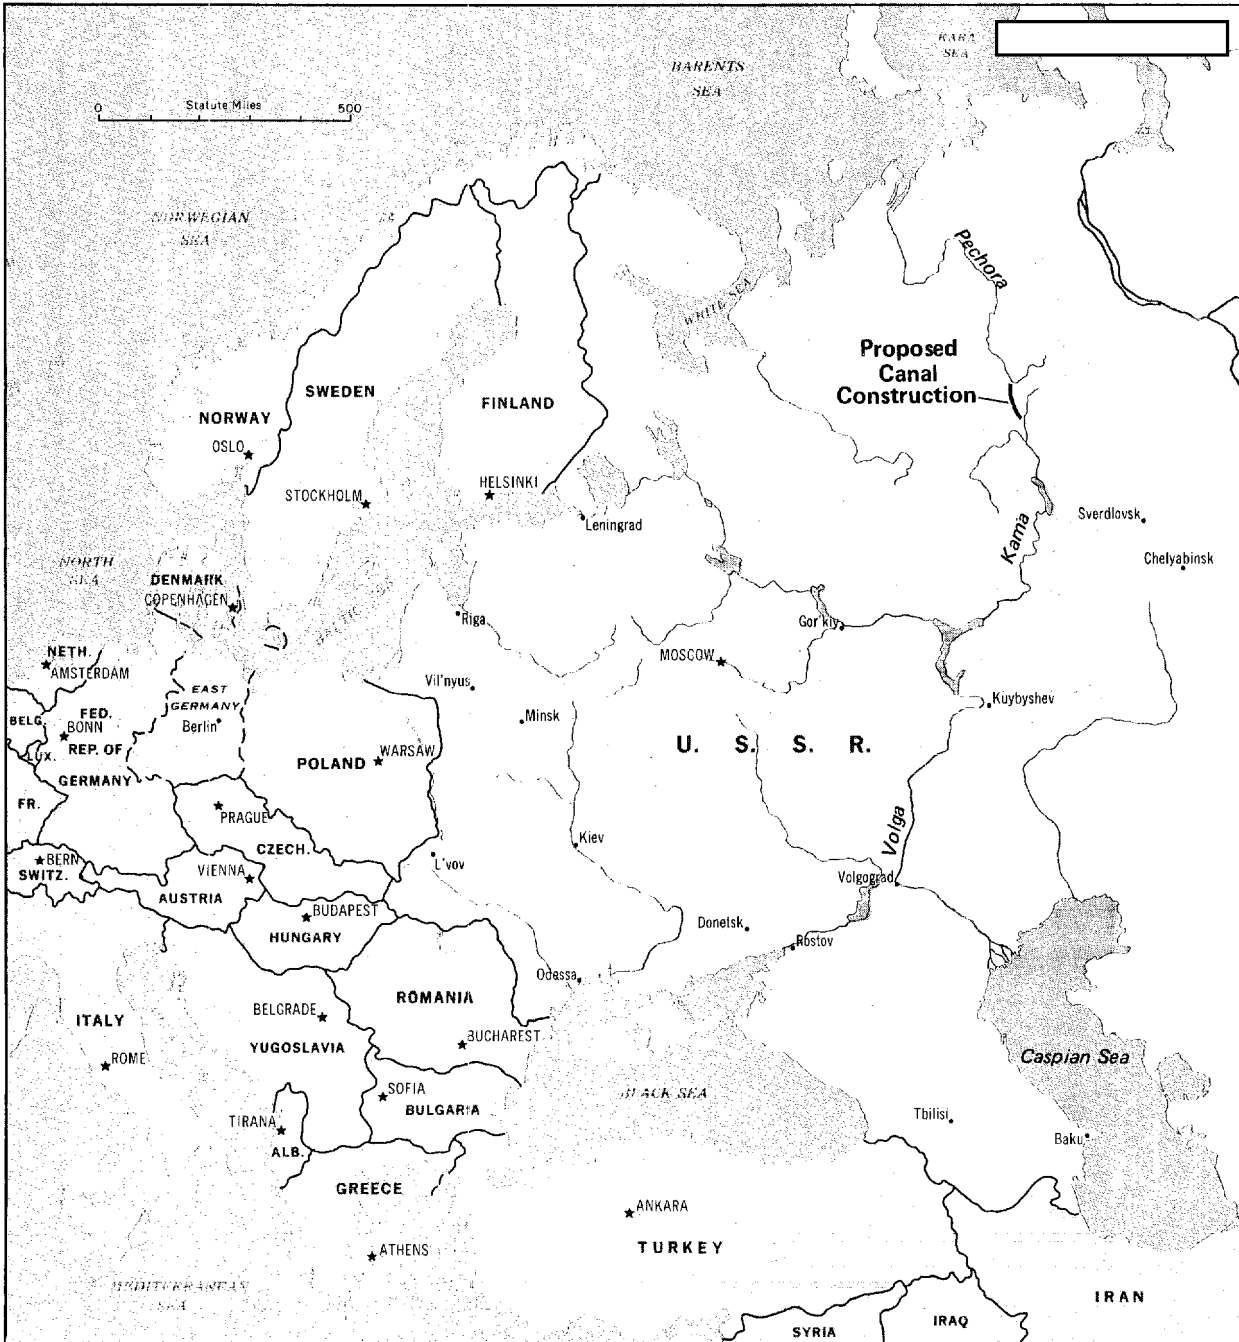 KARA
SEA
BARENTS
SEA
0 Statute Miles 500
NORWEGIAN
SEA
Pechora
WHITE SEA
Proposed
Canal
Construction
SWEDEN
FINLAND
NORWAY
OSLO
STOCKHOLM
HELSINKI
Leningrad
Sverdlovsk
Kama
Chelyabinsk
NORTH
SEA
DENMARK
COPENHAGEN
BALTIC SEA
Riga
Gor'kiy
NETH.
AMSTERDAM
MOSCOW
EAST
GERMANY
Berlin
Vil'nyus
Kuybyshev
BELG.
FED.
BONN
REP. OF
GERMANY
LUX.
Minsk
U. S. S. R.
POLAND
WARSAW
FR.
PRAGUE
CZECH.
Kiev
Volga
L'vov
BERN
SWITZ.
VIENNA
AUSTRIA
Volgograd
BUDAPEST
HUNGARY
Donetsk
Rostov
Odessa
ROMANIA
ITALY
BELGRADE
YUGOSLAVIA
BUCHAREST
ROME
Caspian Sea
SOFIA
BULGARIA
BLACK SEA
TIRANA
ALB.
Tbilisi
Baku
GREECE
ANKARA
TURKEY
ATHENS
MEDITERRANEAN
SEA
IRAN
SYRIA
IRAQ